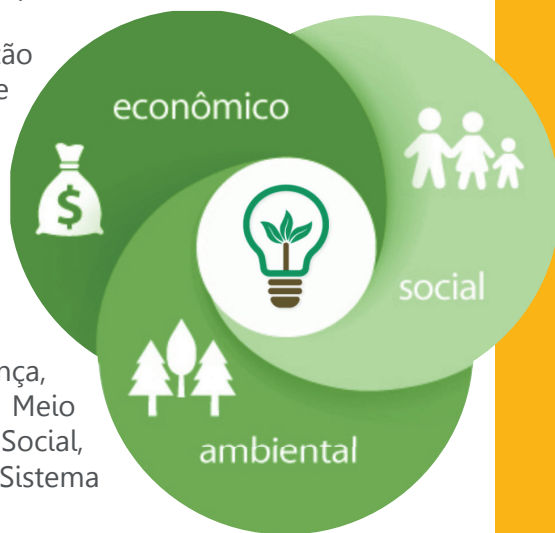 ão
e
econômico
$
social
nça,
Meio
Social,
Sistema
ambiental